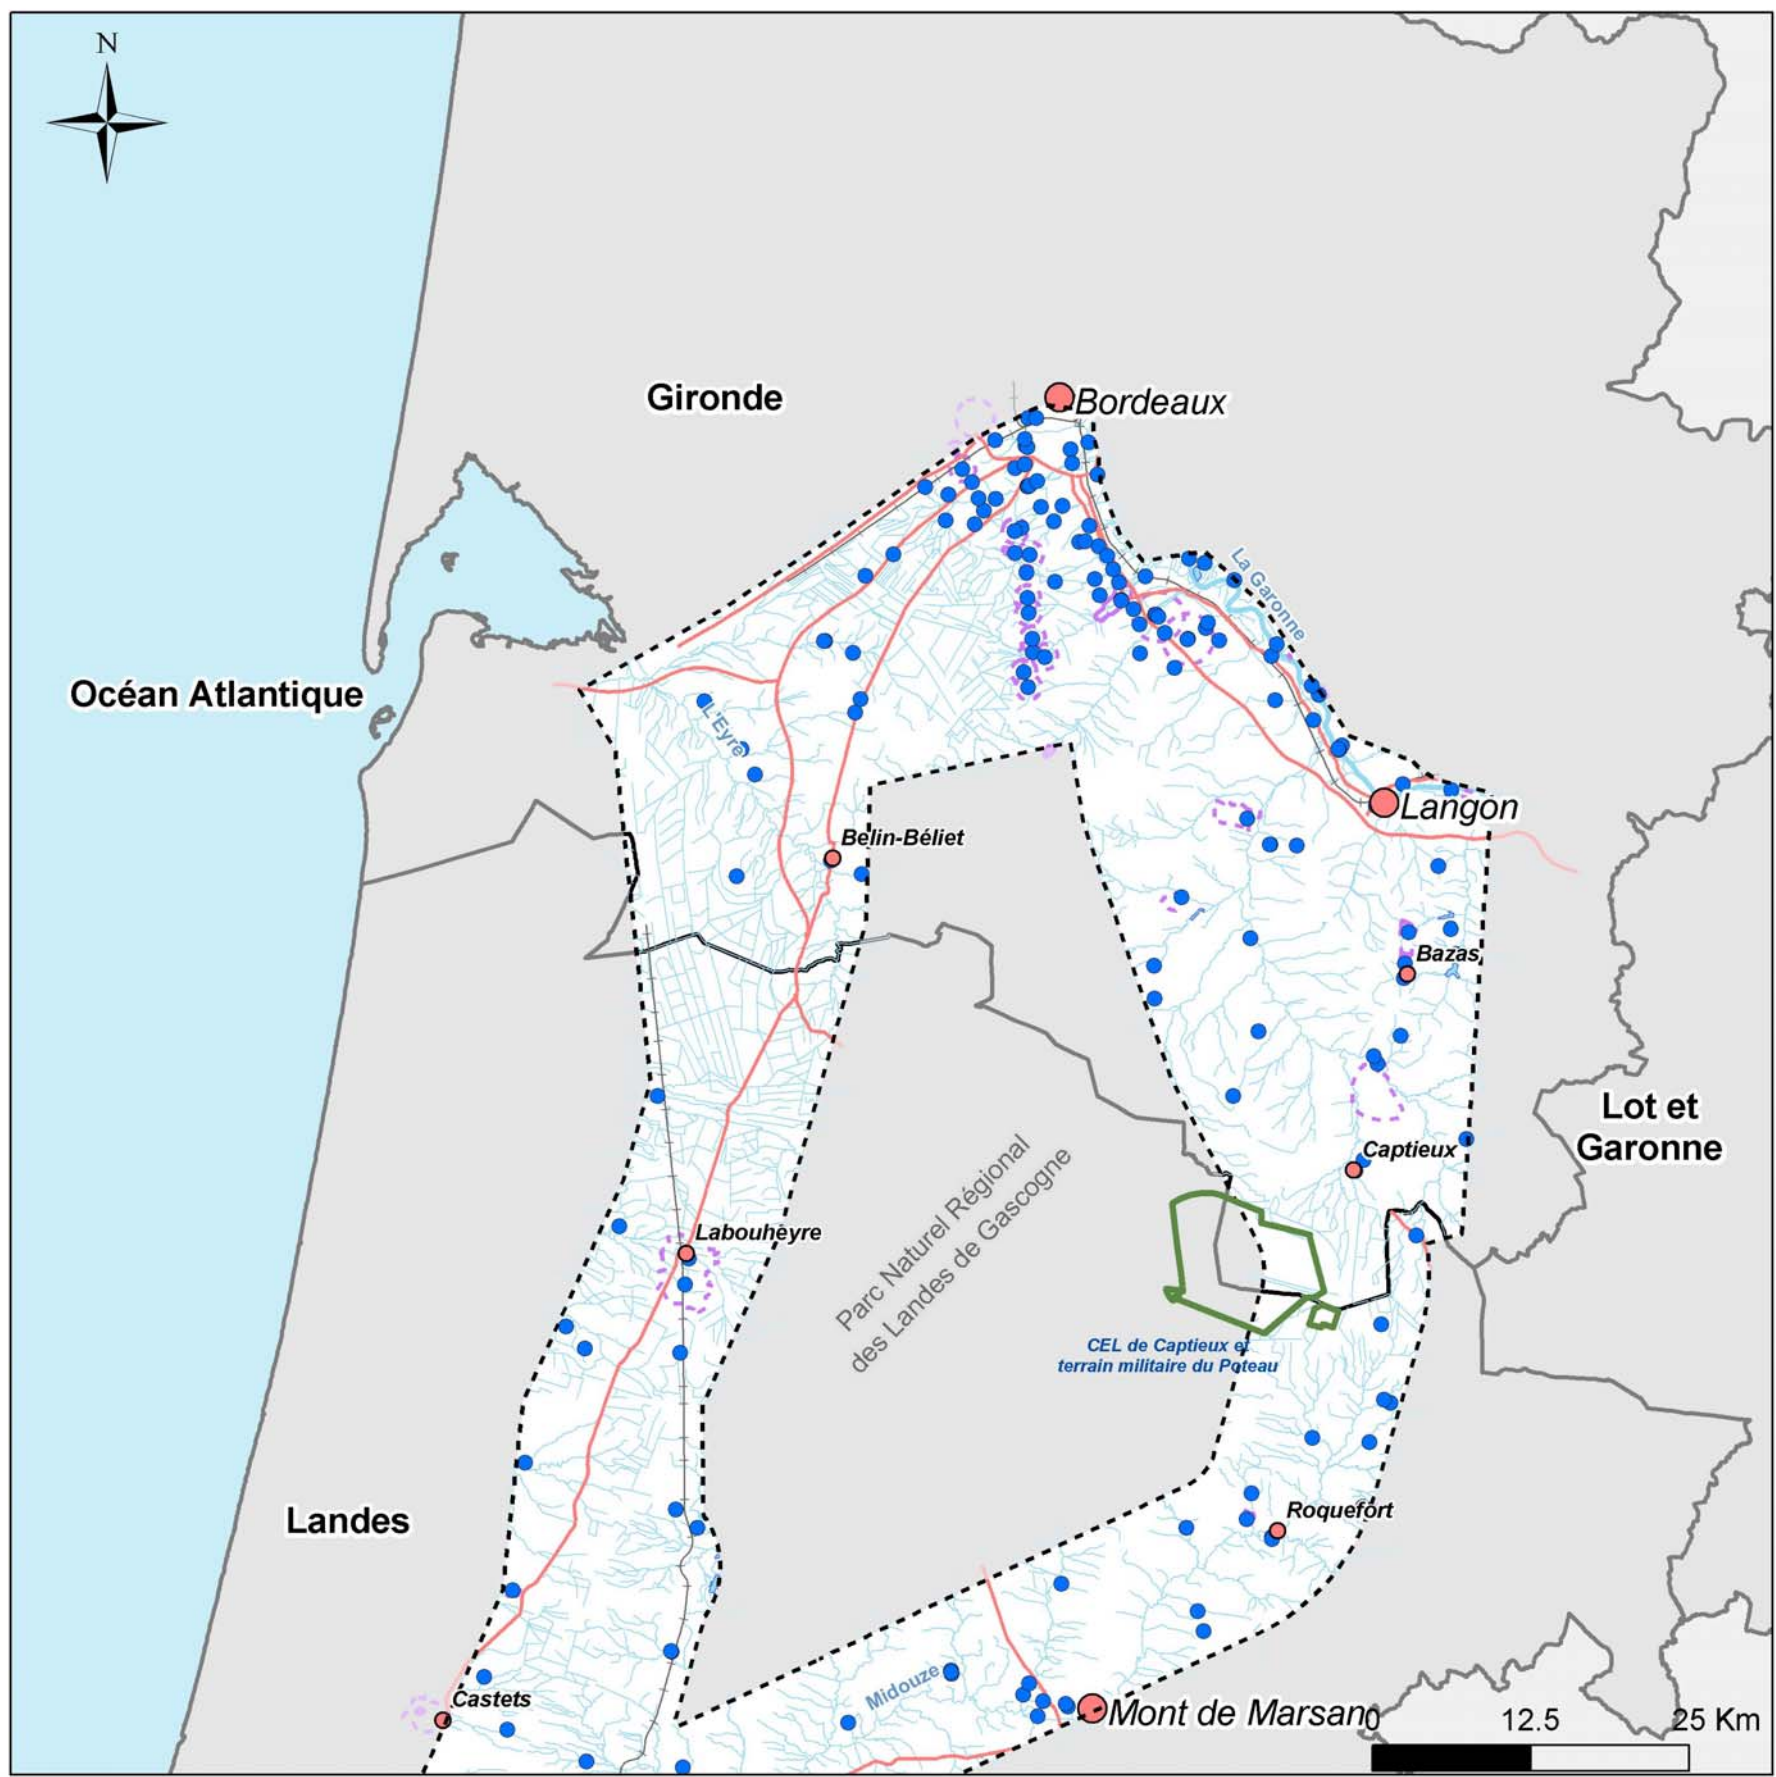 N
Gironde
Bordeaux
La Garonne
Océan Atlantique
L'Eyre
Langon
Belin-Béliet
Bazas
Lot et
Garonne
Captieux
Labouheyre
Parc Naturel Régional
des Landes de Gascogne
CEL de Captieux et
terrain militaire du Poteau
Landes
Roquefort
Midouze
Castets
Mont de Marsan
0 12.5 25 Km